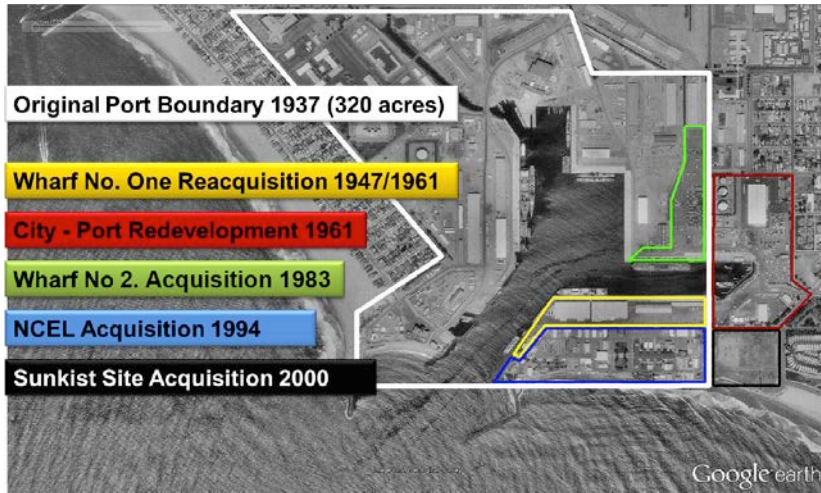 Original Port Boundary 1937 (320 acres)
Wharf No. One Reacquisition 1947/1961
City - Port Redevelopment 1961
Wharf No 2. Acquisition 1983
NCEL Acquisition 1994
Sunkist Site Acquisition 2000
Google earth